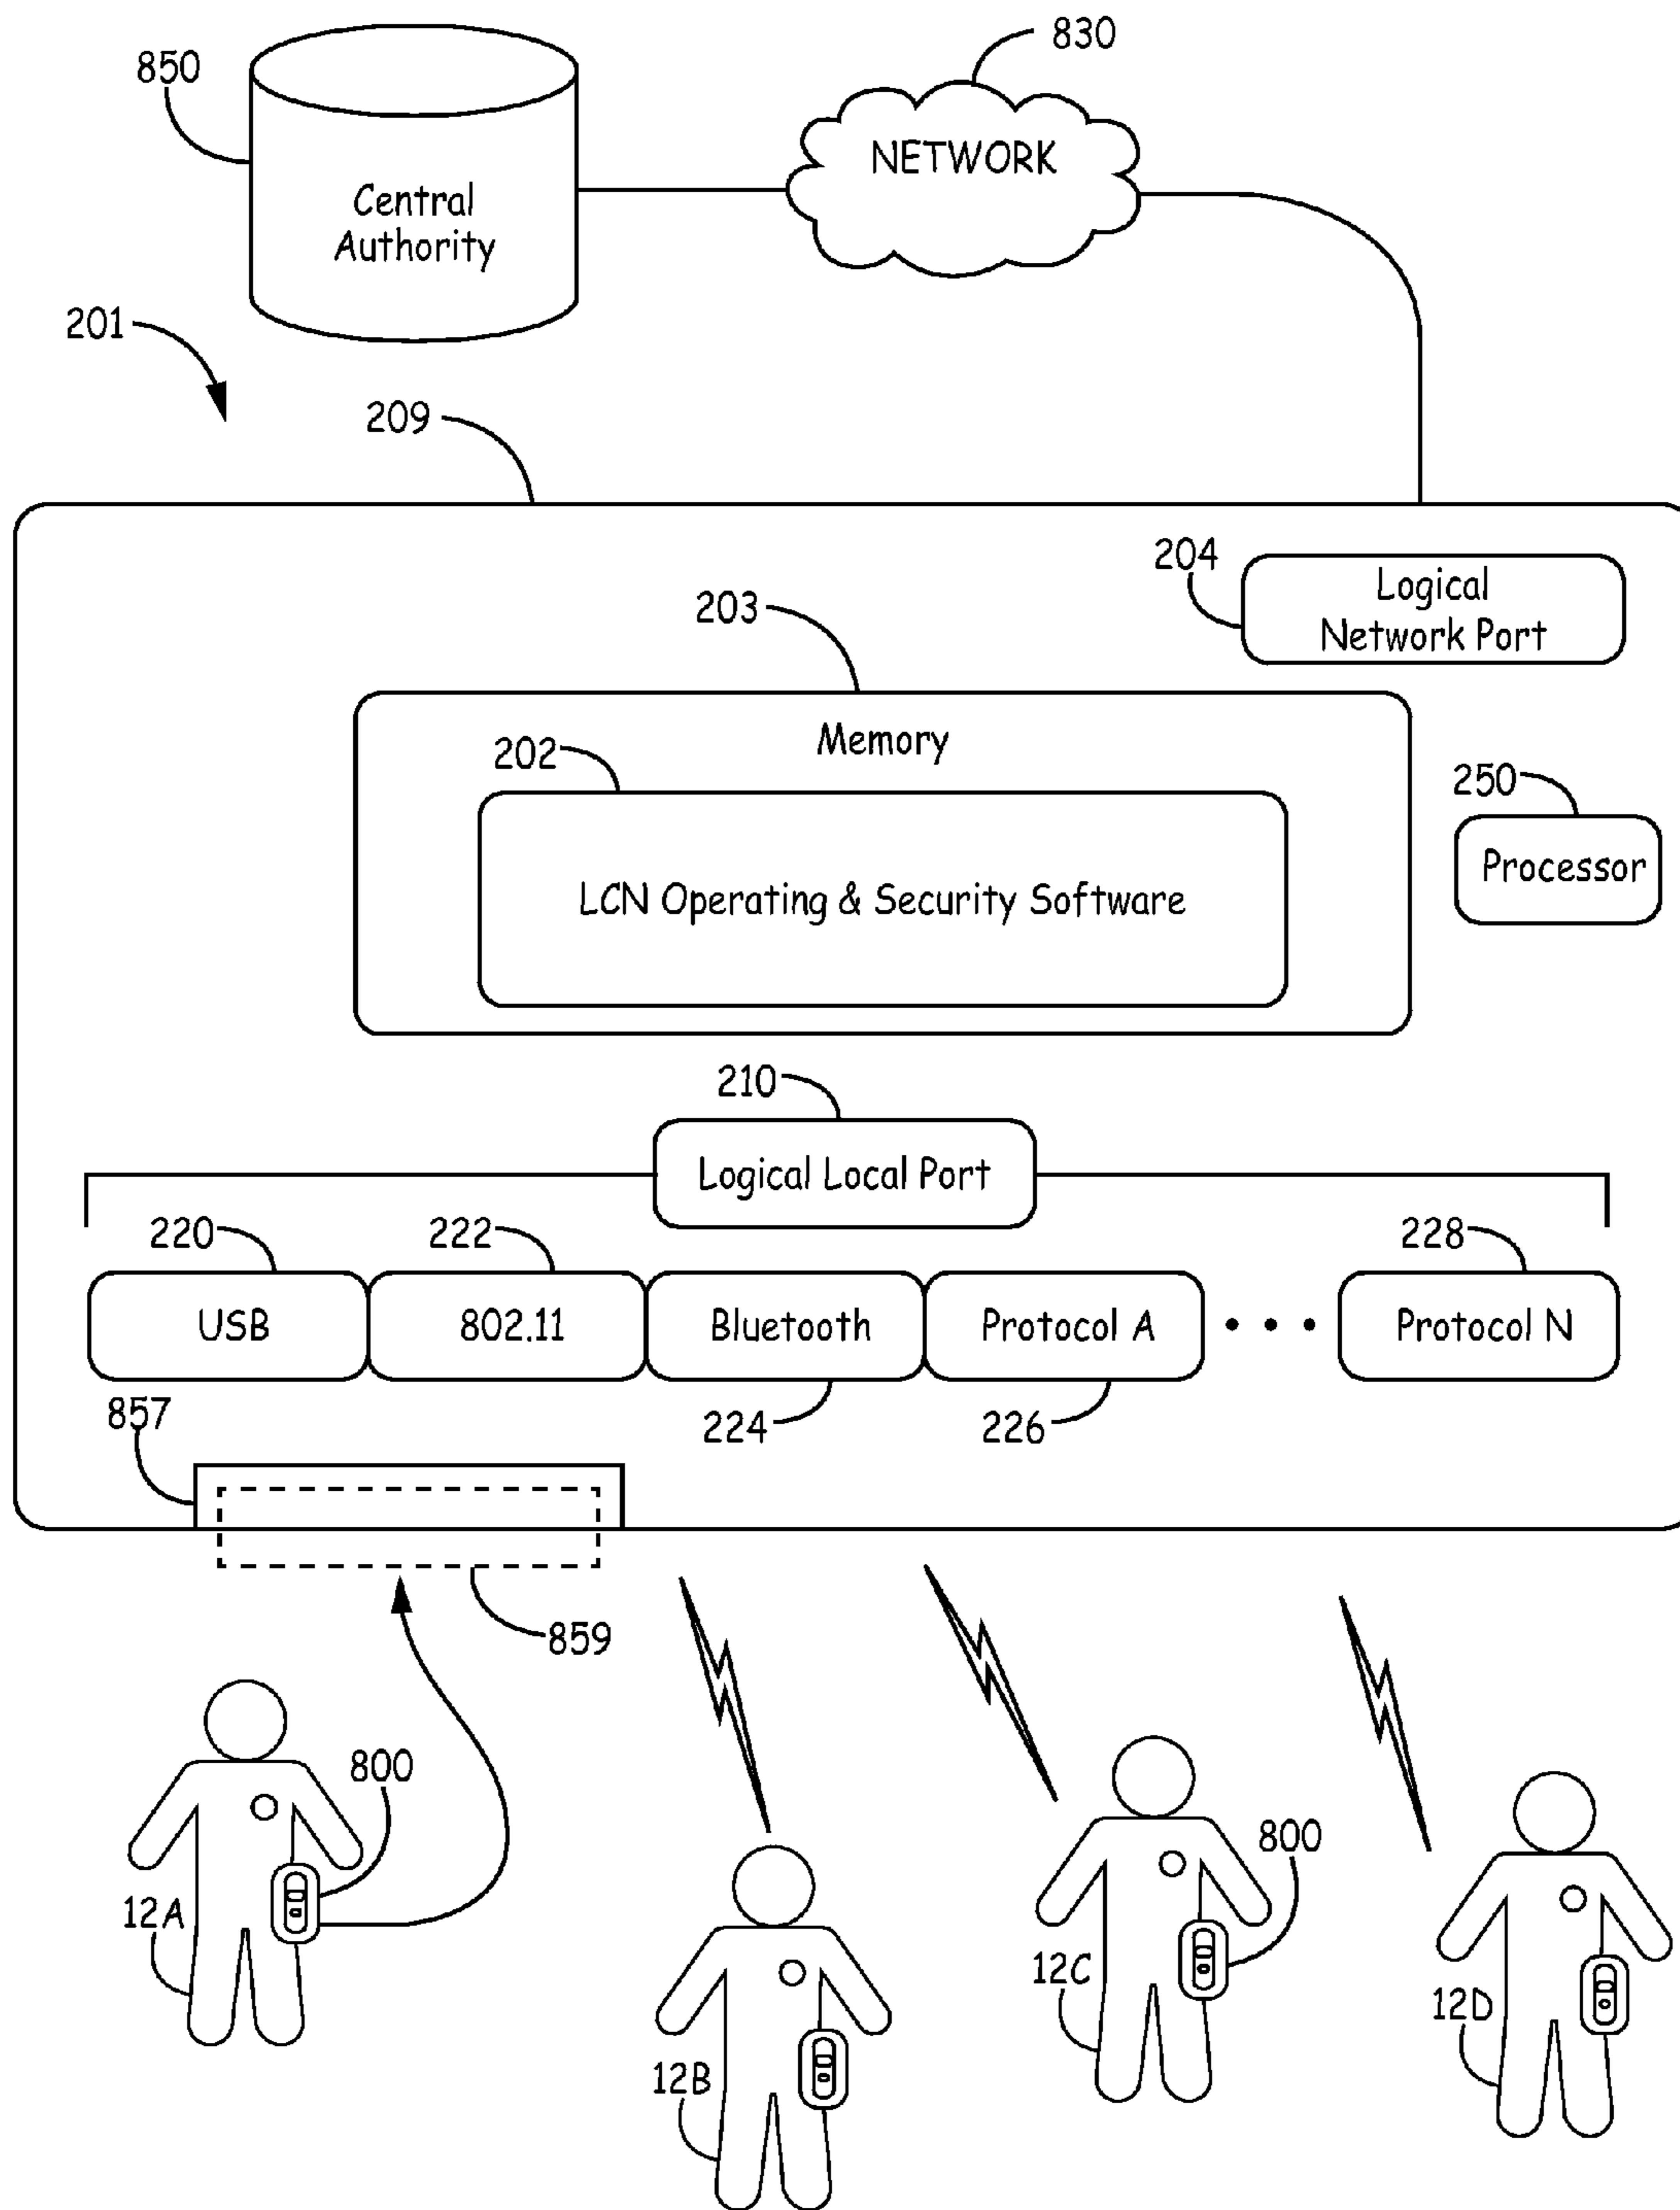 830
850
NETWORK
Central
Authority
201
209
204
Logical
Network Port
203
Memory
202
250
Processor
LCN Operating & Security Software
210
Logical Local Port
220
222
228
USB
802.11
Bluetooth
Protocol A
• • •
Protocol N
857
224
226
859
800
800
12A
12C
12D
12B